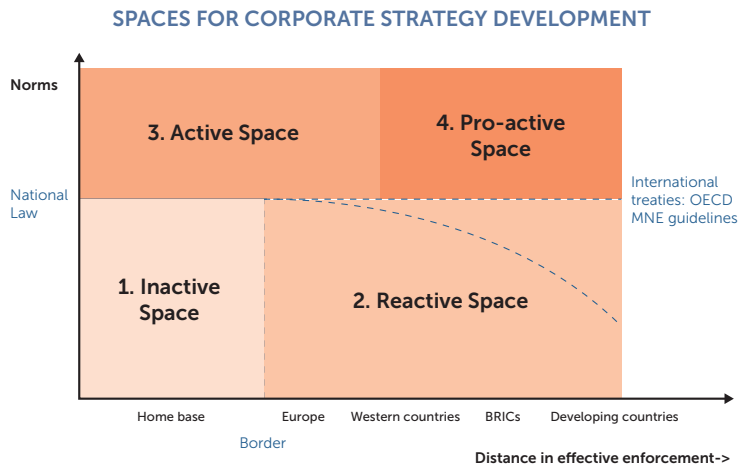 SPACES FOR CORPORATE STRATEGY DEVELOPMENT
Norms
3. Active Space
4. Pro-active
Space
National
Law
International
treaties: OECD
MNE guidelines
1. Inactive
Space
2. Reactive Space
Home base
Europe
Western countries
BRICs
Developing countries
Border
Distance in effective enforcement->